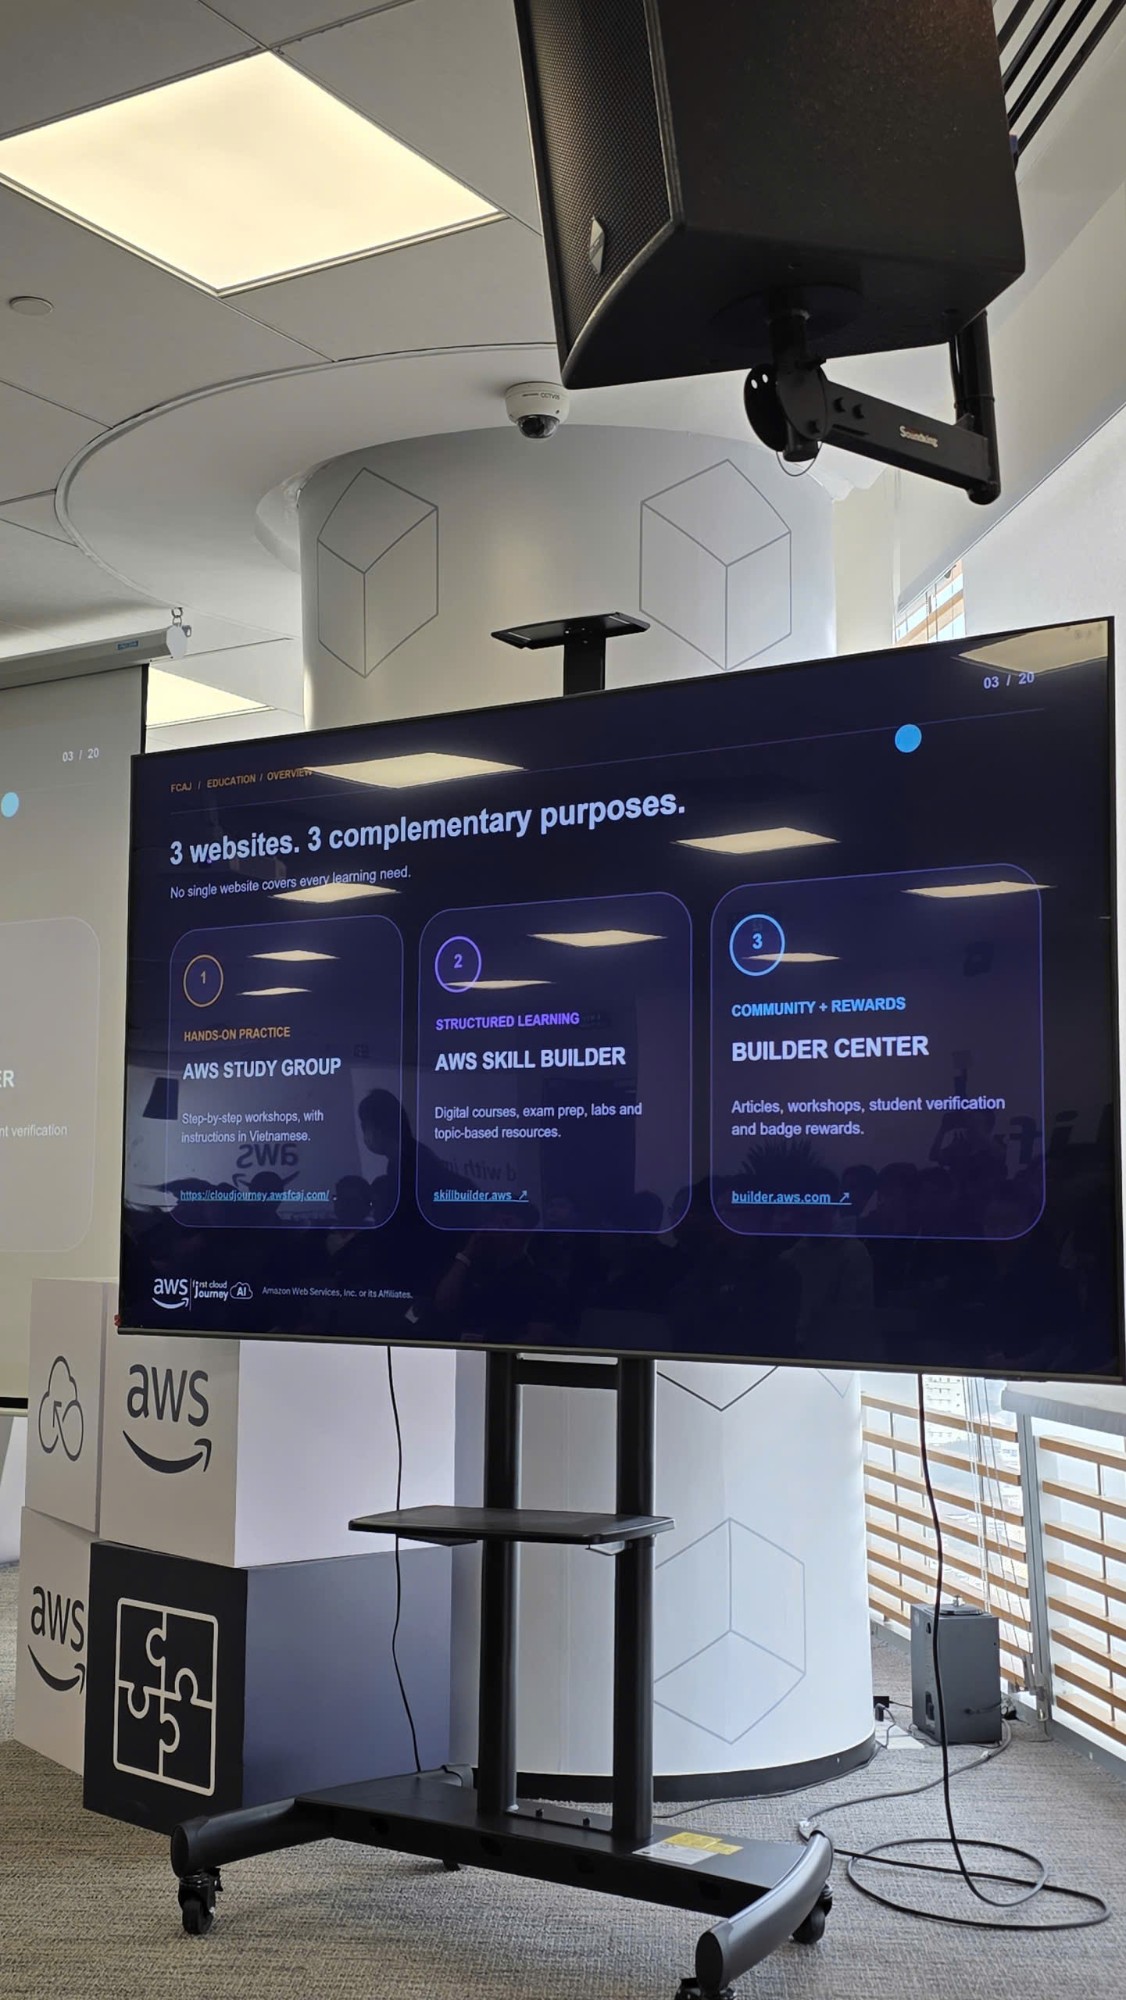 CCTV05
Soundking
03 / 20
03 / 20
FCAJ / EDUCATION / OVERVIEW
3 websites. 3 complementary purposes.
No single website covers every learning need.
1
HANDS-ON PRACTICE
AWS STUDY GROUP
Step-by-step workshops, with
instructions in Vietnamese.
https://cloudjourney.awsfcaj.com/
2
STRUCTURED LEARNING
AWS SKILL BUILDER
Digital courses, exam prep, labs and
topic-based resources.
skillbuilder.aws ↗
3
COMMUNITY + REWARDS
BUILDER CENTER
Articles, workshops, student verification
and badge rewards.
builder.aws.com ↗
aws
first cloud
Journey
AI
Amazon Web Services, Inc. or its Affiliates.
ER
nt verification
aws
aws
aws